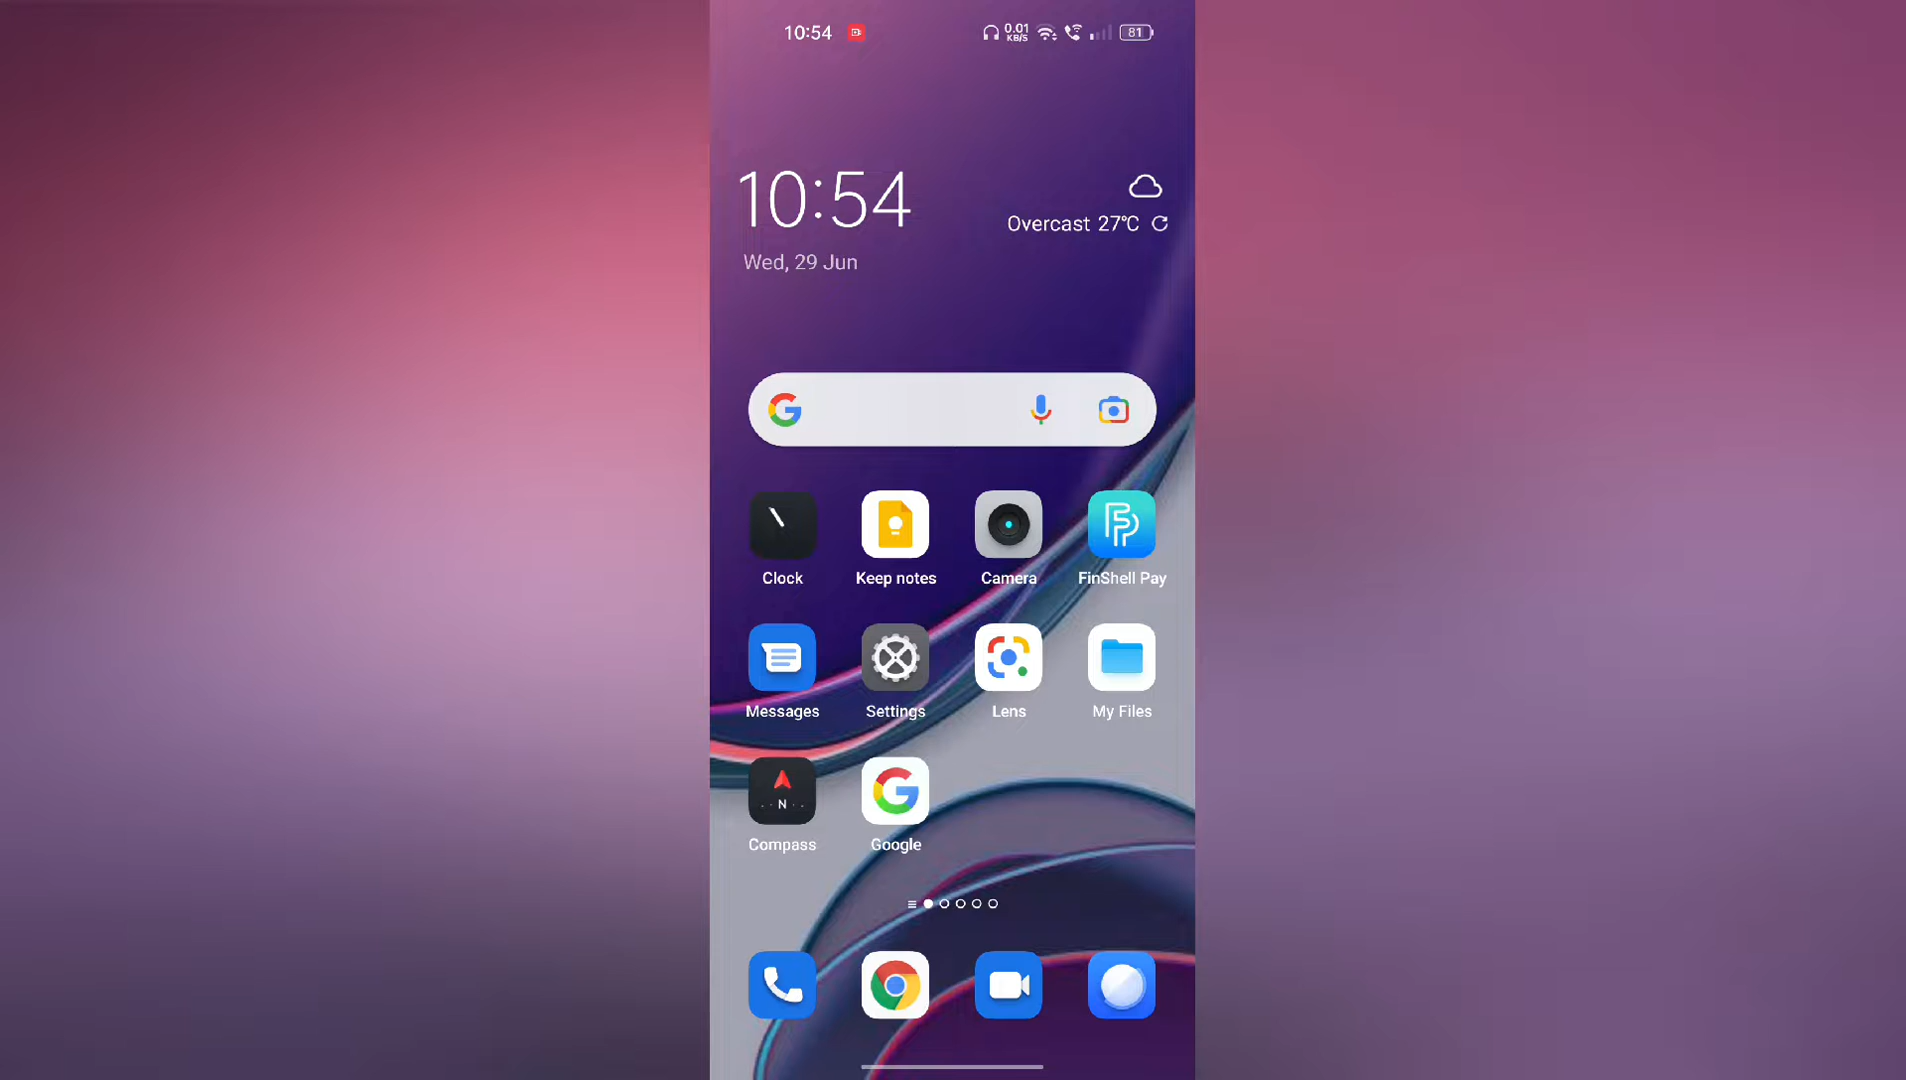 10:54
0.01
KB/S
81
10:54
Overcast 27°C
Wed, 29 Jun
Clock
Keep notes
Camera
FinShell Pay
Messages
Settings
Lens
My Files
N
Compass
Google